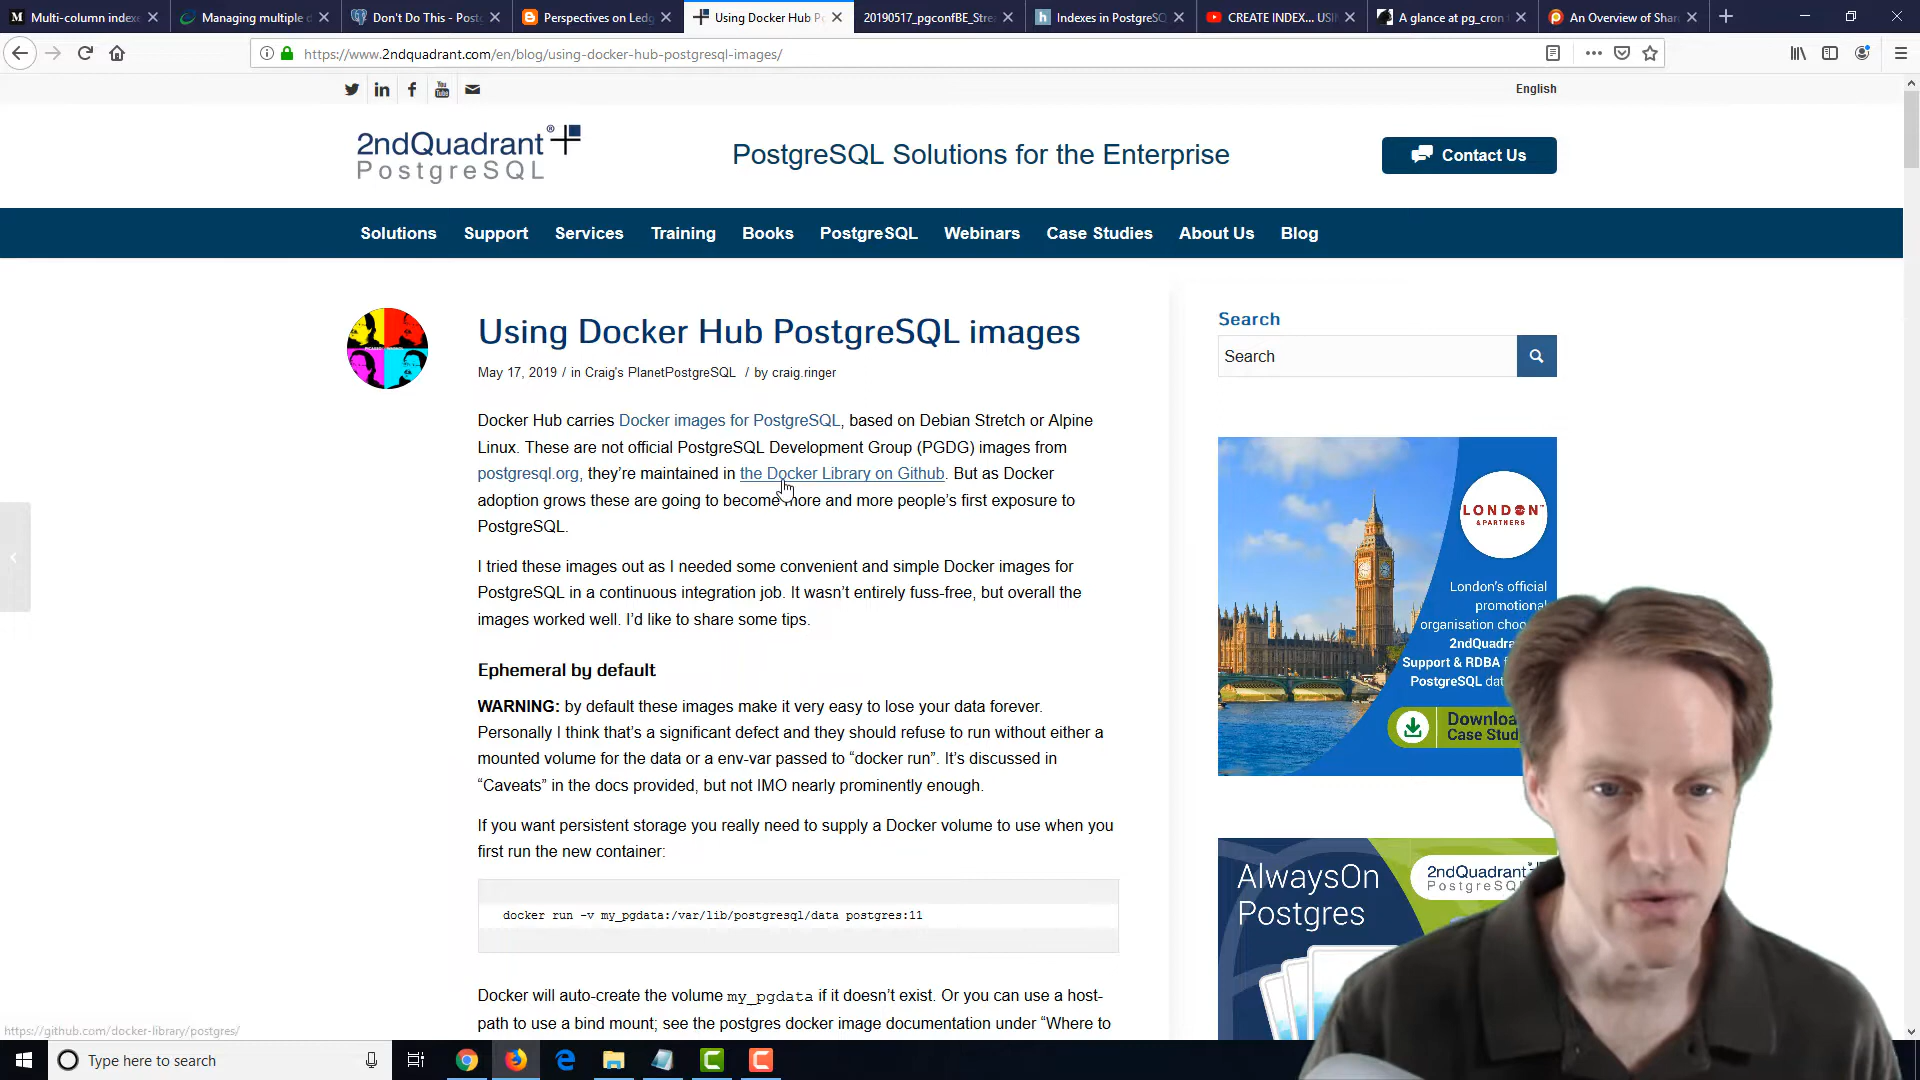 Multi-column indexe
Managing multiple d
Don't Do This - Post
Perspectives on Ledg
Using Docker Hub P
20190517_pgconfBE_Stre
Indexes in PostgreSQ
CREATE INDEX... USI
A glance at pg_cron
An Overview of Shar
https://www.2ndquadrant.com/en/blog/using-docker-hub-postgresql-images/
English
2ndQuadrant®
PostgreSQL
PostgreSQL Solutions for the Enterprise
Contact Us
Solutions Support Services Training Books PostgreSQL Webinars Case Studies About Us Blog
Using Docker Hub PostgreSQL images
May 17, 2019 / in Craig's PlanetPostgreSQL / by craig.ringer
Docker Hub carries Docker images for PostgreSQL, based on Debian Stretch or Alpine
Linux. These are not official PostgreSQL Development Group (PGDG) images from
postgresql.org, they're maintained in the Docker Library on Github. But as Docker
adoption grows these are going to become more and more people's first exposure to
PostgreSQL.
I tried these images out as I needed some convenient and simple Docker images for
PostgreSQL in a continuous integration job. It wasn't entirely fuss-free, but overall the
images worked well. I'd like to share some tips.
Ephemeral by default
WARNING: by default these images make it very easy to lose your data forever.
Personally I think that's a significant defect and they should refuse to run without either a
mounted volume for the data or a env-var passed to “docker run”. It's discussed in
“Caveats” in the docs provided, but not IMO nearly prominently enough.
If you want persistent storage you really need to supply a Docker volume to use when you
first run the new container:
docker run -v my_pgdata:/var/lib/postgresql/data postgres:11
Docker will auto-create the volume my_pgdata if it doesn't exist. Or you can use a host-
path to use a bind mount; see the postgres docker image documentation under “Where to
Search
Search
LONDON™
& PARTNERS
London's official
promotional
organisation choo
2ndQuadra
Support & RDBA f
PostgreSQL dat
Downloa
Case Stud
AlwaysOn
Postgres
2ndQuadrant
PostgreSQL
https://github.com/docker-library/postgres/
Type here to search